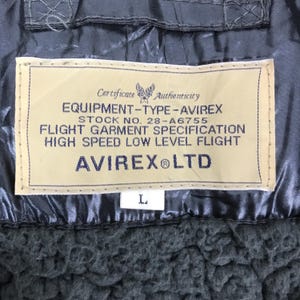 Certificate Authenticity
EQUIPMENT-TYPE-AVIREX
STOCK NO. 28-A6755
FLIGHT GARMENT SPECIFICATION
HIGH SPEED LOW LEVEL FLIGHT
AVIREX® LTD
L